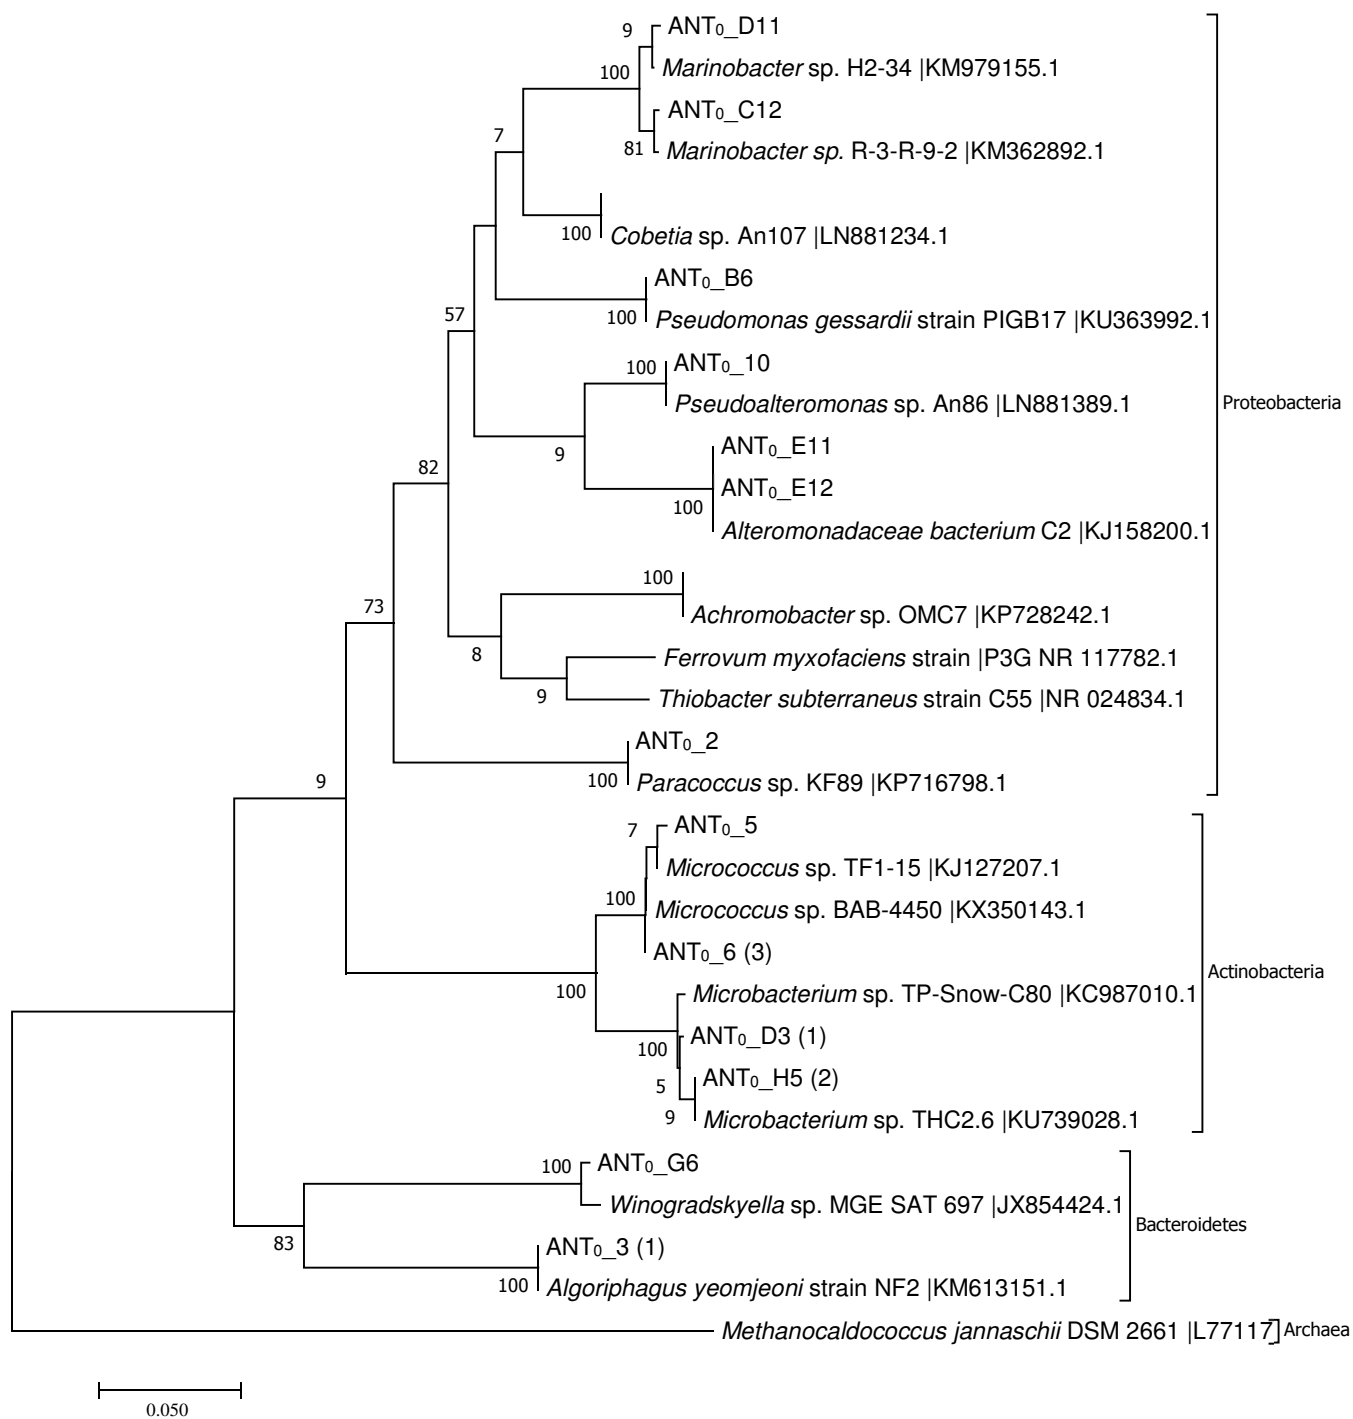 9
ANT₀_D11
Marinobacter sp. H2-34 |KM979155.1
100
ANT₀_C12
81
Marinobacter sp. R-3-R-9-2 |KM362892.1
7
100
Cobetia sp. An107 |LN881234.1
ANT₀_B6
100
Pseudomonas gessardii strain PIGB17 |KU363992.1
57
100
ANT₀_10
Pseudoalteromonas sp. An86 |LN881389.1
Proteobacteria
9
ANT₀_E11
ANT₀_E12
100
Alteromonadaceae bacterium C2 |KJ158200.1
82
100
Achromobacter sp. OMC7 |KP728242.1
8
Ferrovum myxofaciens strain |P3G NR 117782.1
9
Thiobacter subterraneus strain C55 |NR 024834.1
73
ANT₀_2
100
Paracoccus sp. KF89 |KP716798.1
9
7
ANT₀_5
Micrococcus sp. TF1-15 |KJ127207.1
100
Micrococcus sp. BAB-4450 |KX350143.1
ANT₀_6 (3)
Actinobacteria
100
Microbacterium sp. TP-Snow-C80 |KC987010.1
ANT₀_D3 (1)
100
ANT₀_H5 (2)
5
9
Microbacterium sp. THC2.6 |KU739028.1
100
ANT₀_G6
Winogradskyella sp. MGE SAT 697 |JX854424.1
Bacteroidetes
83
ANT₀_3 (1)
100
Algoriphagus yeomjeoni strain NF2 |KM613151.1
Methanocaldococcus jannaschii DSM 2661 |L77117
Archaea
0.050